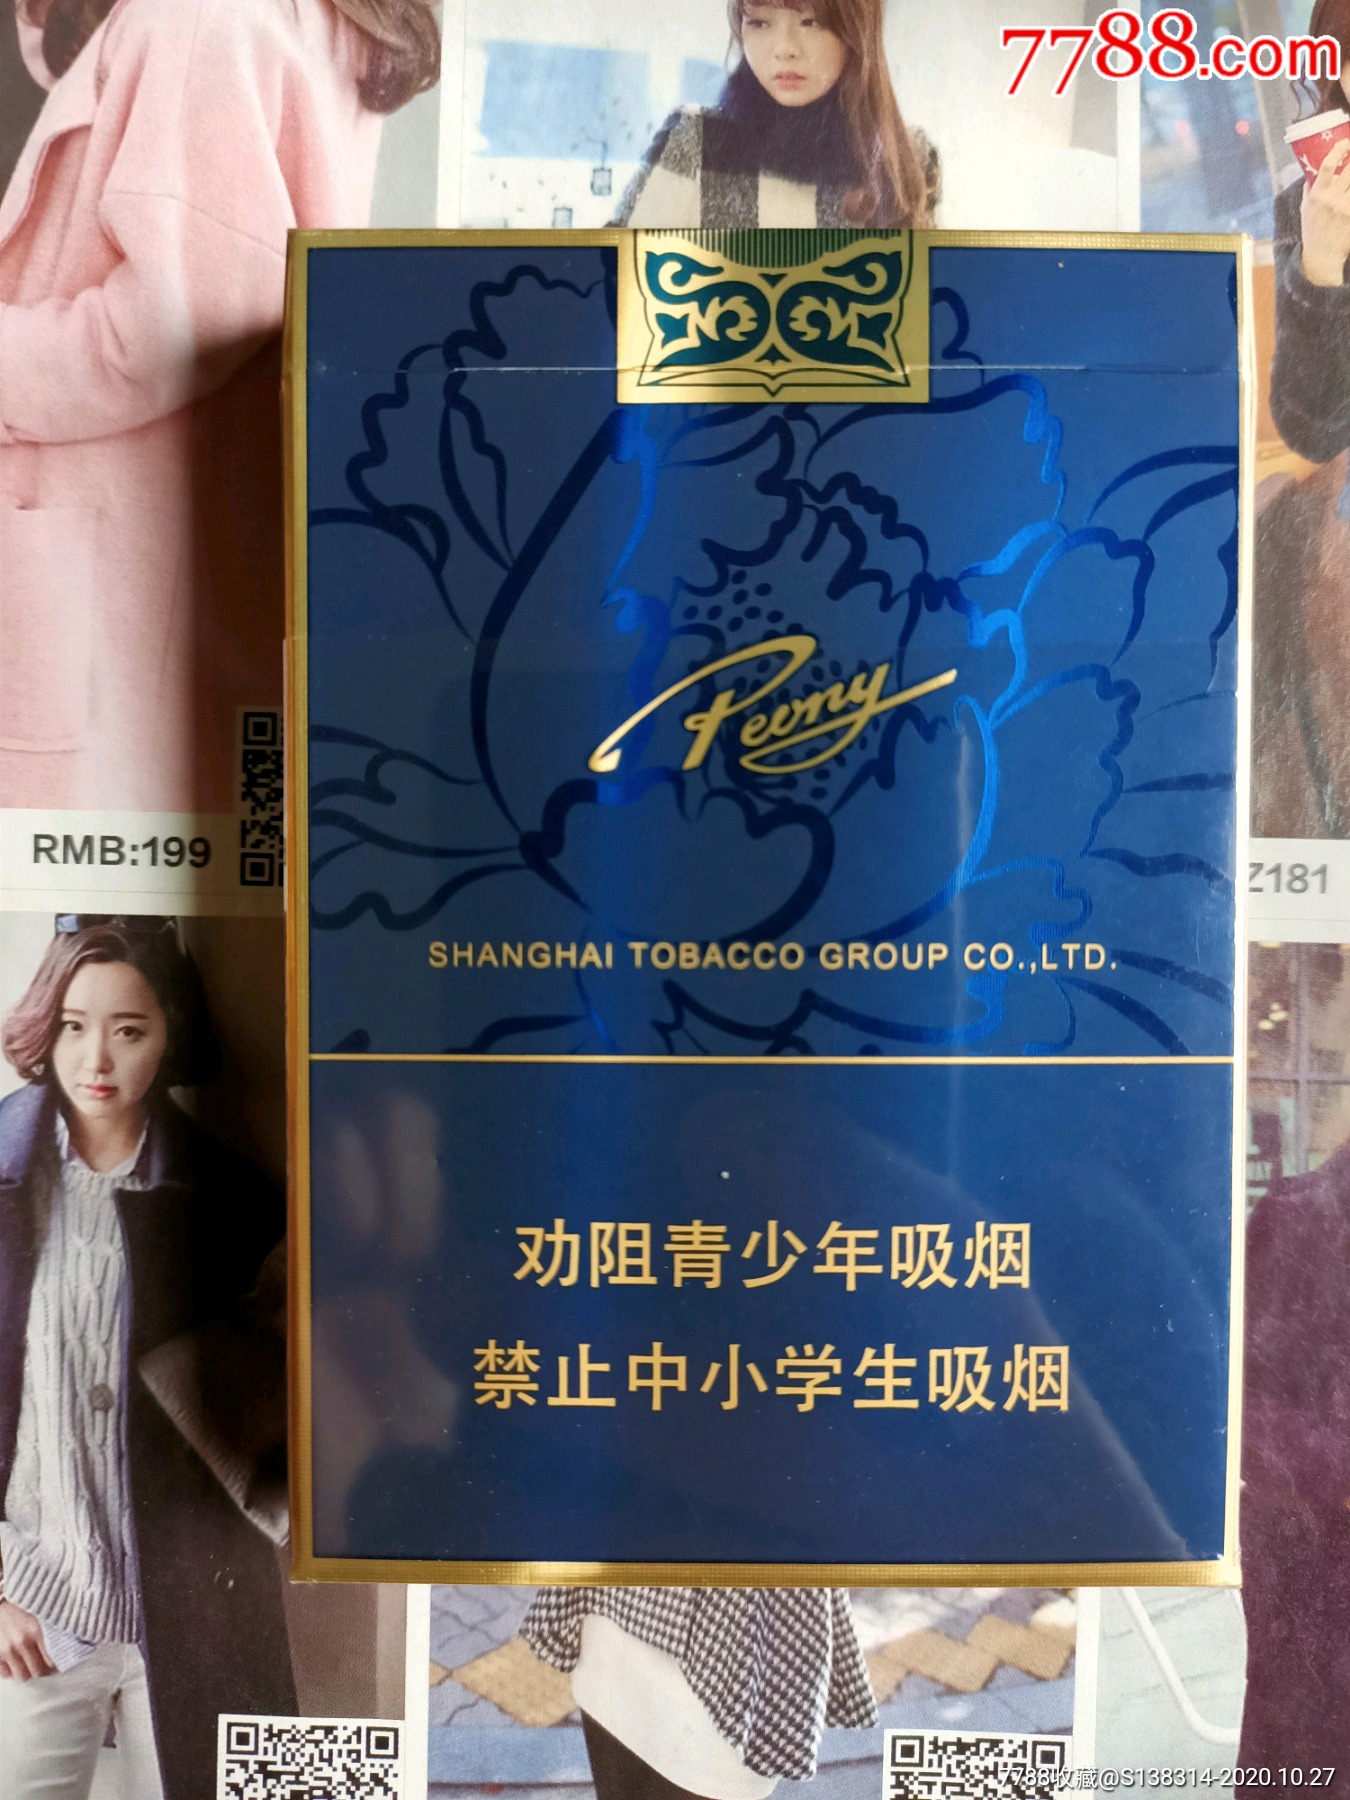 7788.com
RMB:199
Z181
Peony
SHANGHAI TOBACCO GROUP CO.,LTD.
劝阻青少年吸烟
禁止中小学生吸烟
7788收藏@S138314-2020.10.27